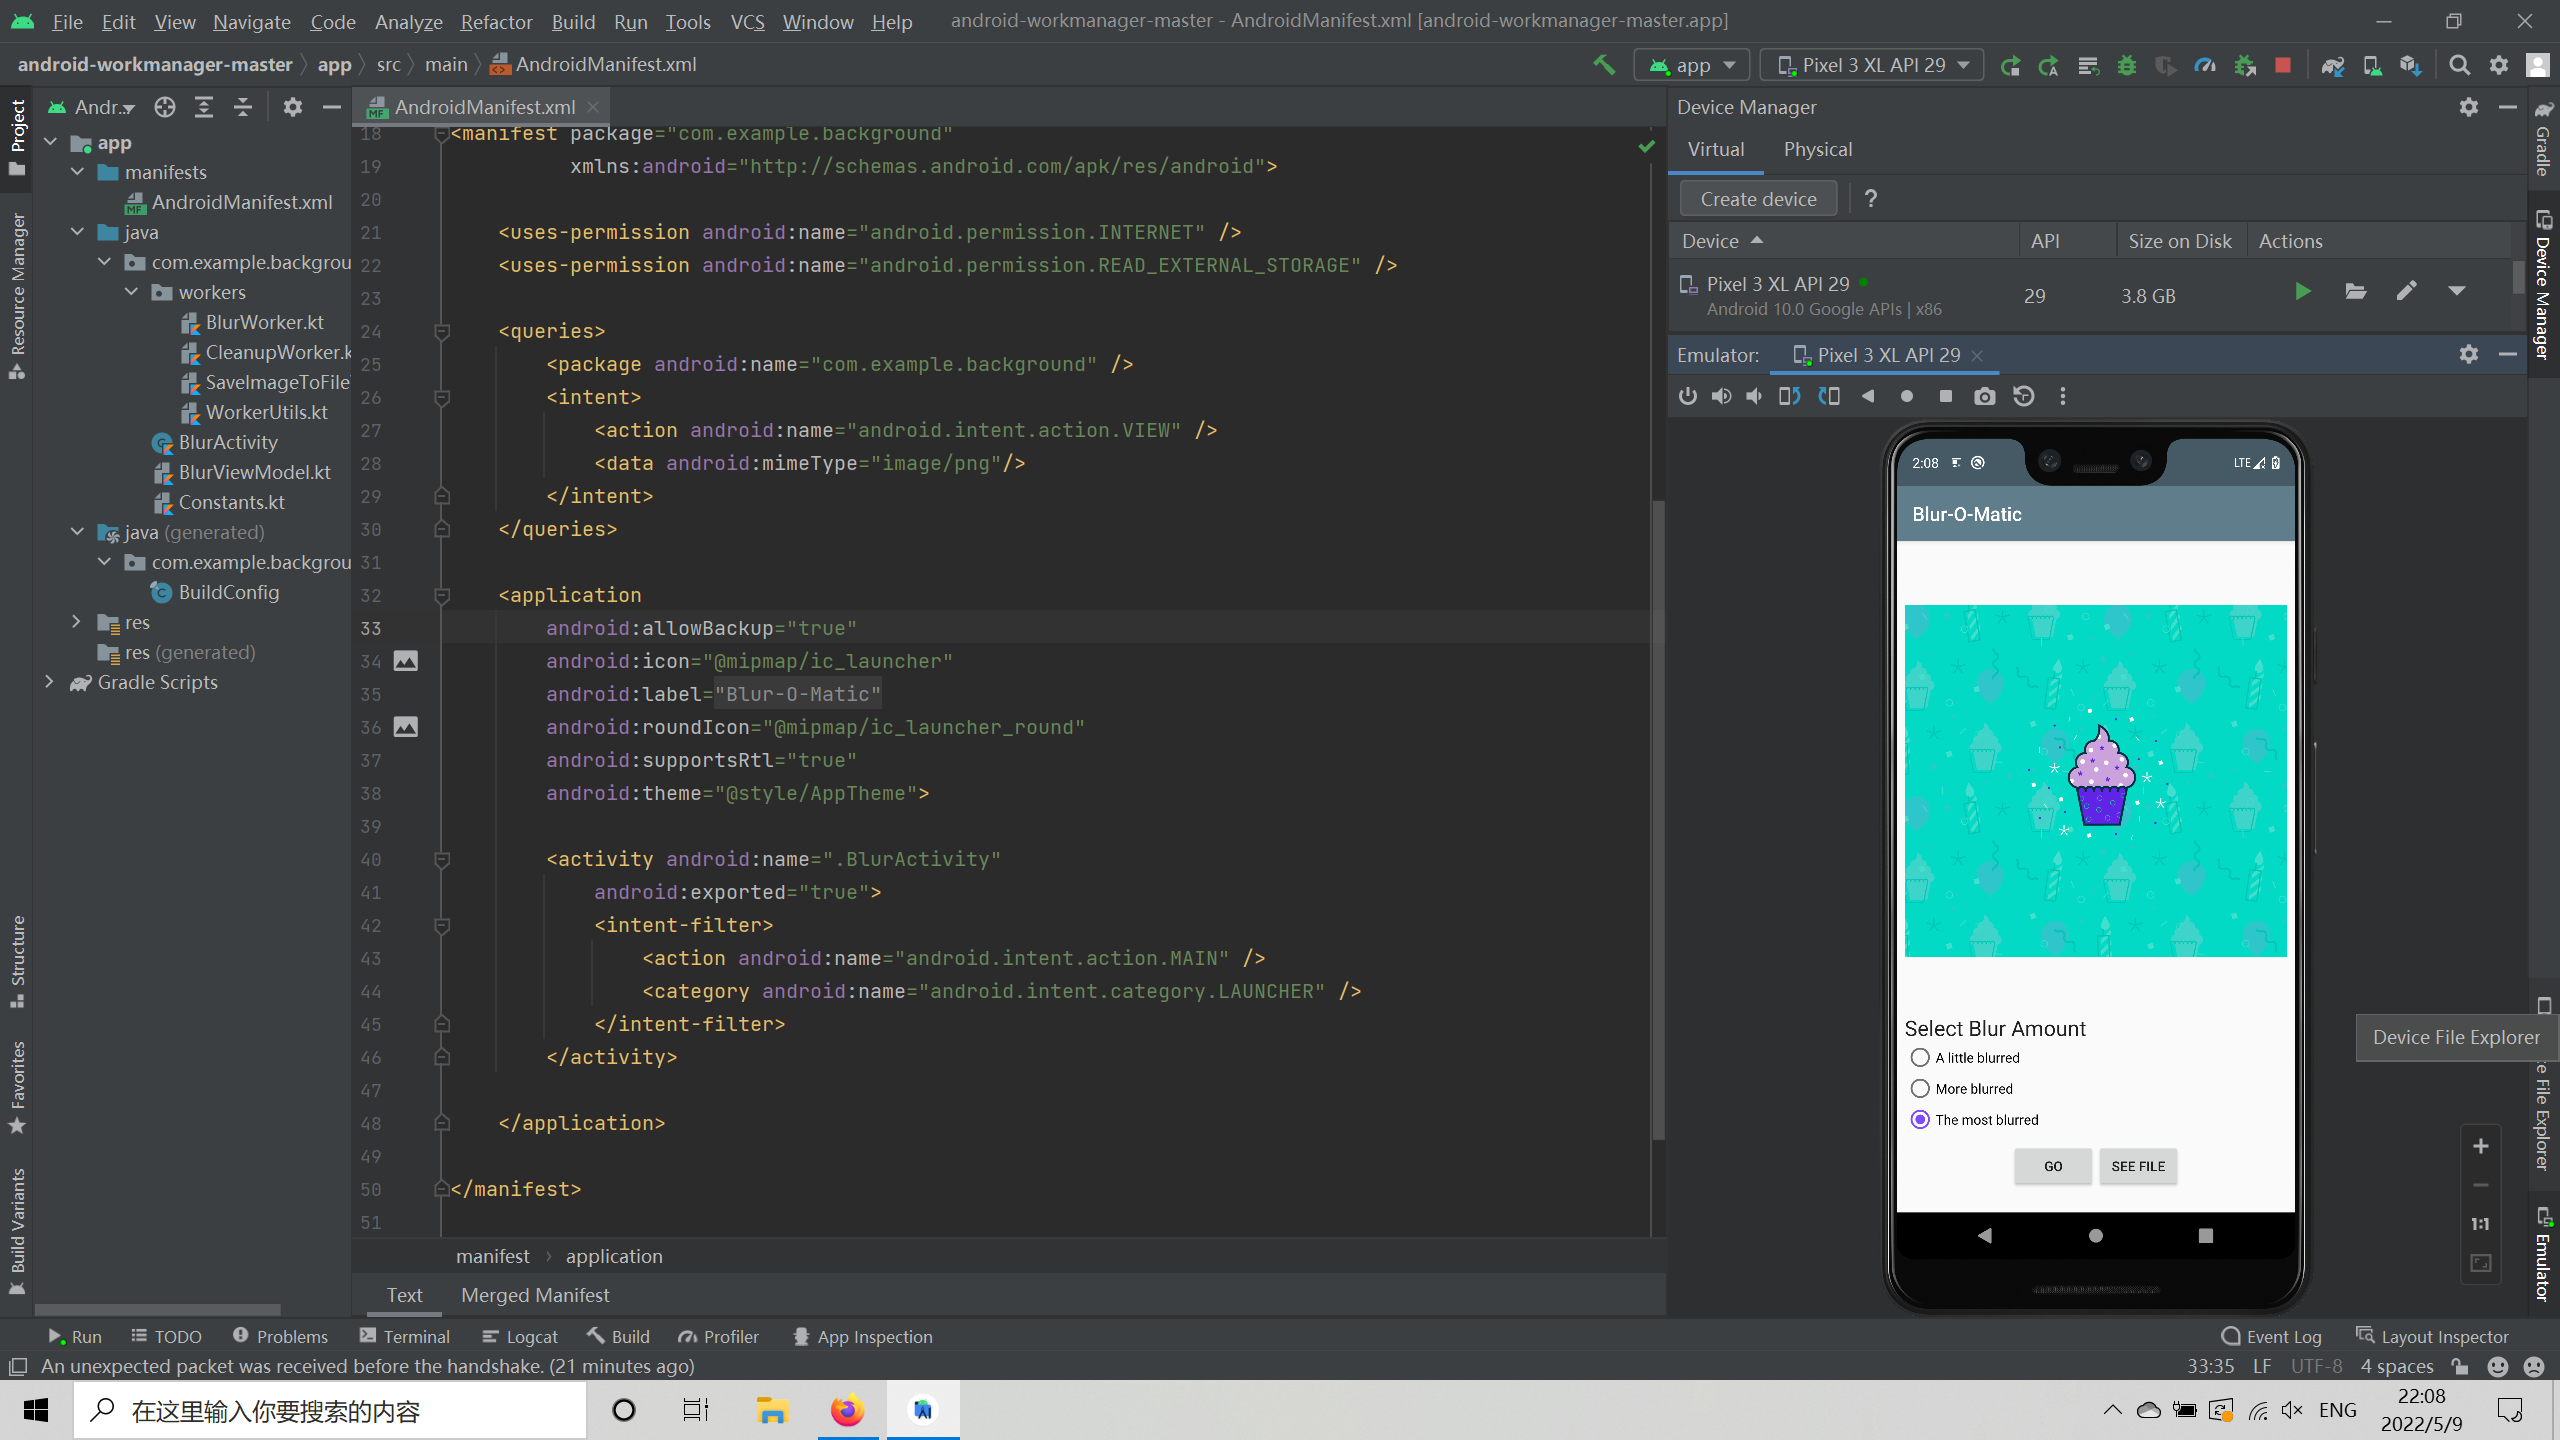 File Edit View Navigate Code Analyze Refactor Build Run Tools VCS Window Help android-workmanager-master - AndroidManifest.xml [android-workmanager-master.app]
android-workmanager-master app src main AndroidManifest.xml app Pixel 3 XL API 29
Project
Resource Manager
Structure
Favorites
Build Variants
Andr...
app
manifests
AndroidManifest.xml
java
com.example.backgrou
workers
BlurWorker.kt
CleanupWorker.k
SaveImageToFile
WorkerUtils.kt
BlurActivity
BlurViewModel.kt
Constants.kt
java (generated)
com.example.backgrou
BuildConfig
res
res (generated)
Gradle Scripts
AndroidManifest.xml
18 <manifest package="com.example.background"
19 xmlns:android="http://schemas.android.com/apk/res/android">
20
21 <uses-permission android:name="android.permission.INTERNET" />
22 <uses-permission android:name="android.permission.READ_EXTERNAL_STORAGE" />
23
24 <queries>
25 <package android:name="com.example.background" />
26 <intent>
27 <action android:name="android.intent.action.VIEW" />
28 <data android:mimeType="image/png"/>
29 </intent>
30 </queries>
31
32 <application
33 android:allowBackup="true"
34 android:icon="@mipmap/ic_launcher"
35 android:label="Blur-O-Matic"
36 android:roundIcon="@mipmap/ic_launcher_round"
37 android:supportsRtl="true"
38 android:theme="@style/AppTheme">
39
40 <activity android:name=".BlurActivity"
41 android:exported="true">
42 <intent-filter>
43 <action android:name="android.intent.action.MAIN" />
44 <category android:name="android.intent.category.LAUNCHER" />
45 </intent-filter>
46 </activity>
47
48 </application>
49
50 </manifest>
51
manifest › application
Text Merged Manifest
Device Manager
Virtual Physical
Create device ?
Device API Size on Disk Actions
Pixel 3 XL API 29
Android 10.0 Google APIs | x86
29 3.8 GB
Emulator: Pixel 3 XL API 29
2:08 LTE
Blur-O-Matic
Select Blur Amount
A little blurred
More blurred
The most blurred
GO SEE FILE
Device File Explorer
1:1
Gradle
Device Manager
e File Explorer
Emulator
Run TODO Problems Terminal Logcat Build Profiler App Inspection Event Log Layout Inspector
An unexpected packet was received before the handshake. (21 minutes ago) 33:35 LF UTF-8 4 spaces
在这里输入你要搜索的内容
ENG
22:08
2022/5/9